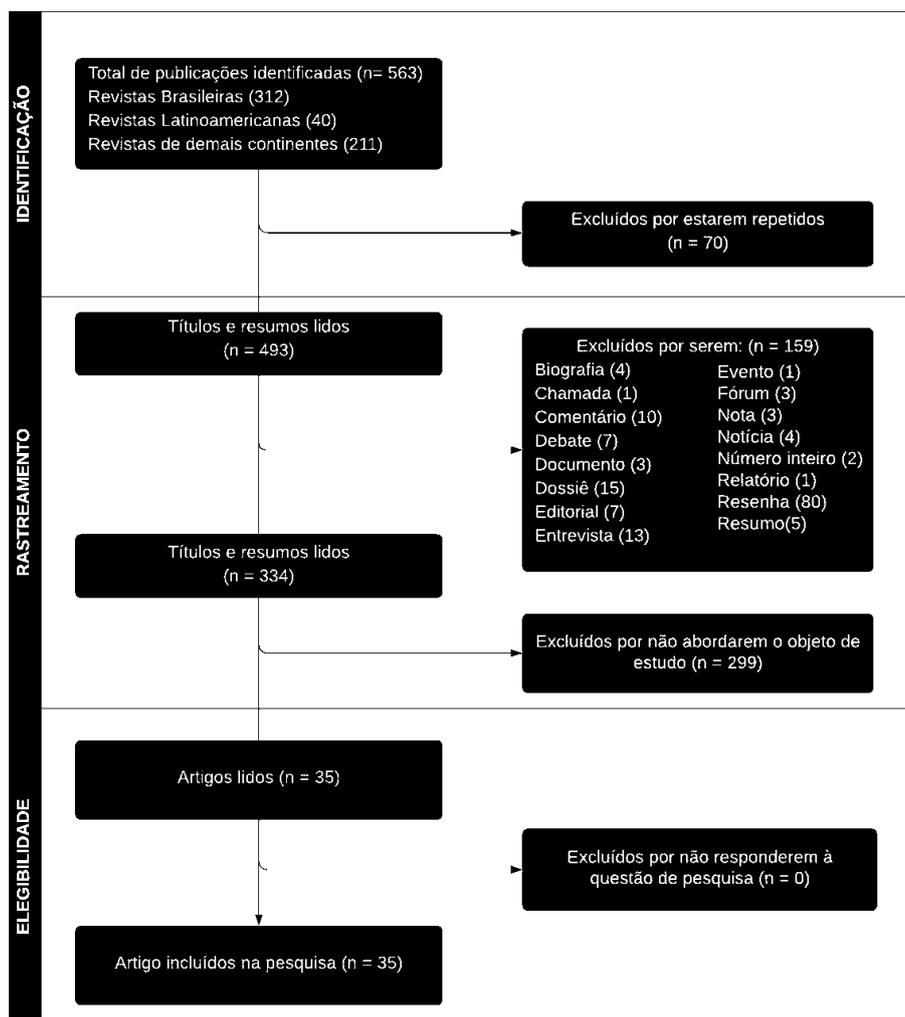 IDENTIFICAÇÃO
Total de publicações identificadas (n= 563)
Revistas Brasileiras (312)
Revistas Latinoamericanas (40)
Revistas de demais continentes (211)
Excluídos por estarem repetidos
(n = 70)
RASTREAMENTO
Títulos e resumos lidos
(n = 493)
Excluídos por serem: (n = 159)
Biografia (4)
Chamada (1)
Comentário (10)
Debate (7)
Documento (3)
Dossiê (15)
Editorial (7)
Entrevista (13)
Evento (1)
Fórum (3)
Nota (3)
Notícia (4)
Número inteiro (2)
Relatório (1)
Resenha (80)
Resumo(5)
Títulos e resumos lidos
(n = 334)
Excluídos por não abordarem o objeto de
estudo (n = 299)
ELEGIBILIDADE
Artigos lidos (n = 35)
Excluídos por não responderem à
questão de pesquisa (n = 0)
Artigo incluídos na pesquisa (n = 35)